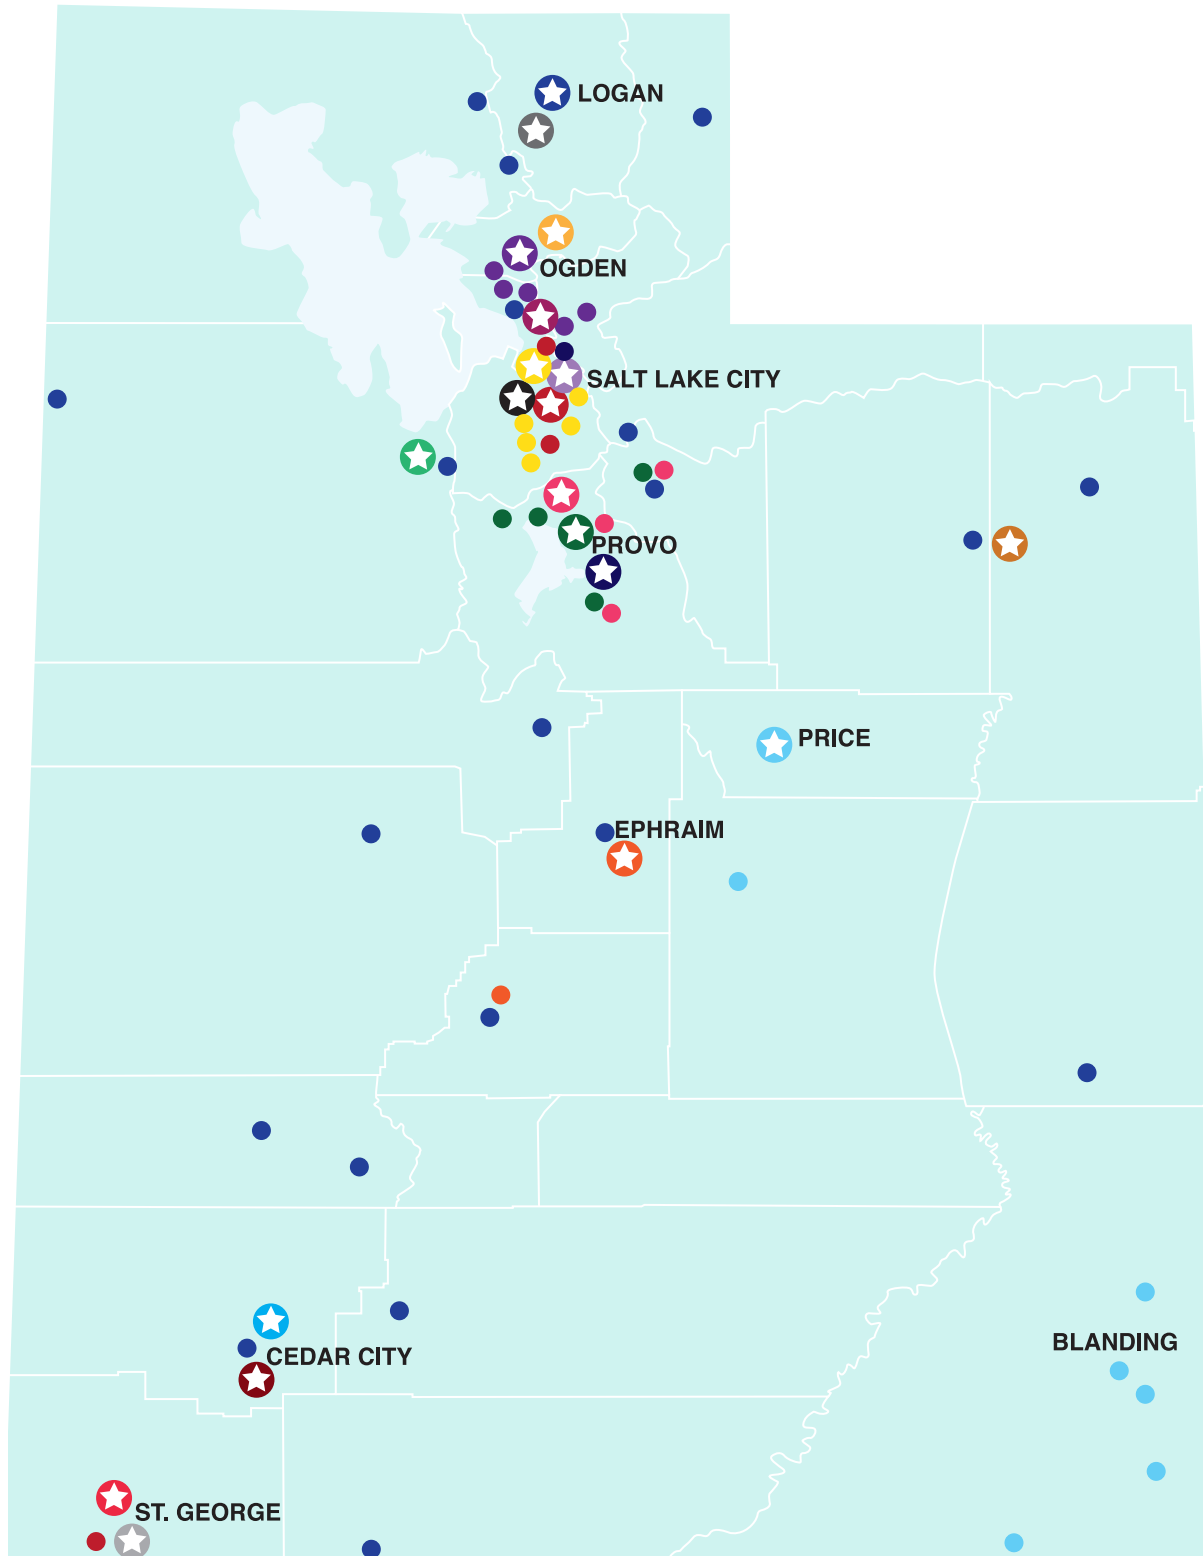 LOGAN
OGDEN
SALT LAKE CITY
PROVO
PRICE
EPHRAIM
BLANDING
CEDAR CITY
ST. GEORGE